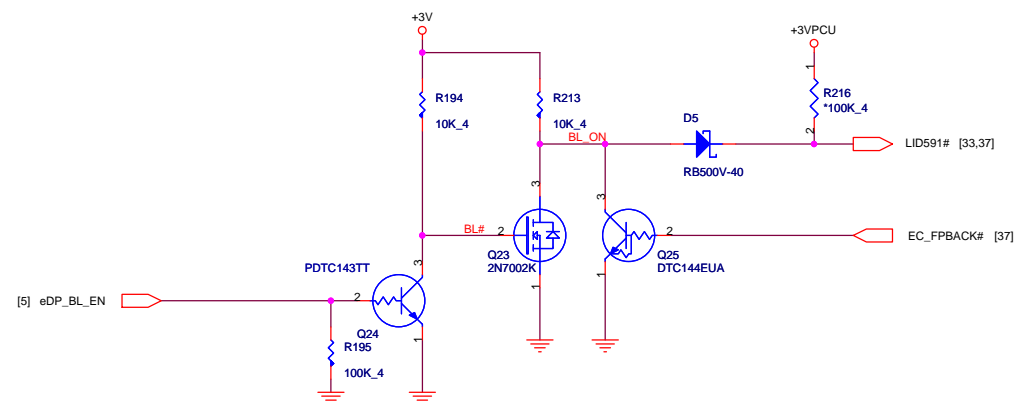 +3V
+3VPCU
1
R194
R213
R216
*100K_4
D5
10K_4
10K_4
2
BL_ON
LID591# [33,37]
RB500V-40
3
3
BL#
2
2
EC_FPBACK# [37]
Q23
2N7002K
Q25
DTC144EUA
PDTC143TT
3
1
1
[5] eDP_BL_EN
2
Q24
1
R195
100K_4